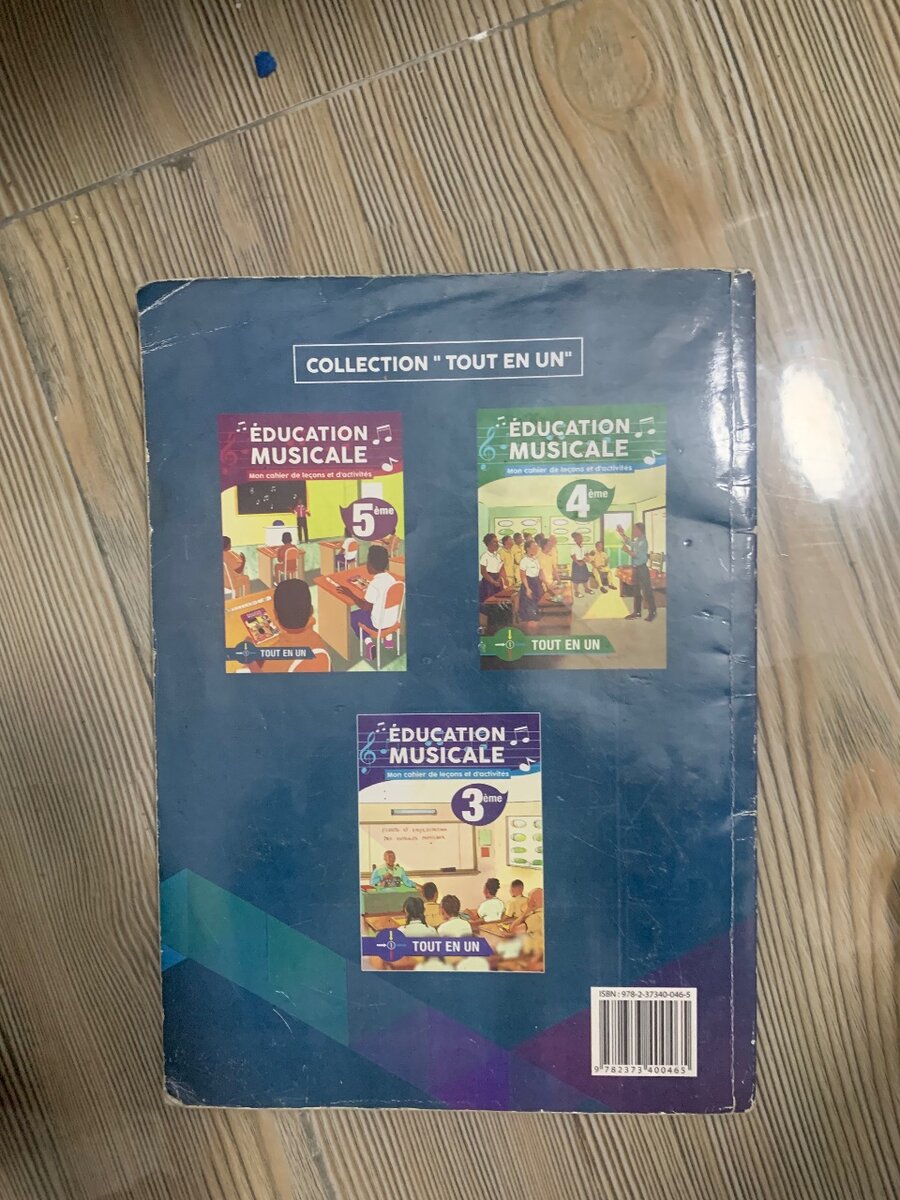 COLLECTION " TOUT EN UN"
ÉDUCATION
MUSICALE
Mon cahier de leçons et d'activités
5ème
TOUT EN UN
ÉDUCATION
MUSICALE
Mon cahier de leçons et d'activités
4ème
1
TOUT EN UN
ÉDUCATION
MUSICALE
Mon cahier de leçons et d'activités
3ème
1
TOUT EN UN
ISBN : 978-2-37340-046-5
9 782373 400465